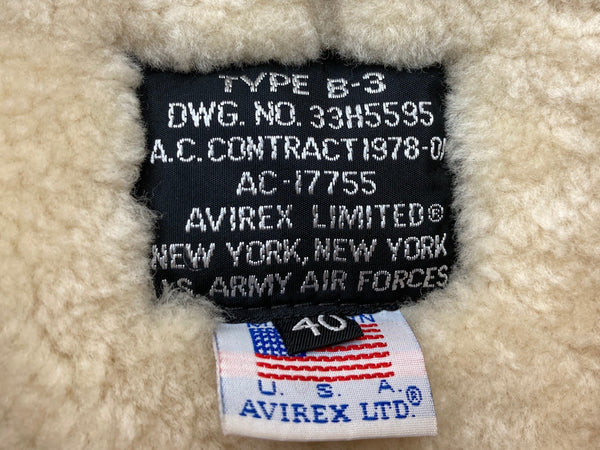 TYPE B-3
DWG. NO. 33H5595
A.C. CONTRACT 1978-01
AC-17755
AVIREX LIMITED®
NEW YORK, NEW YORK
U.S. ARMY AIR FORCES
40
U. S. A.
AVIREX LTD.®